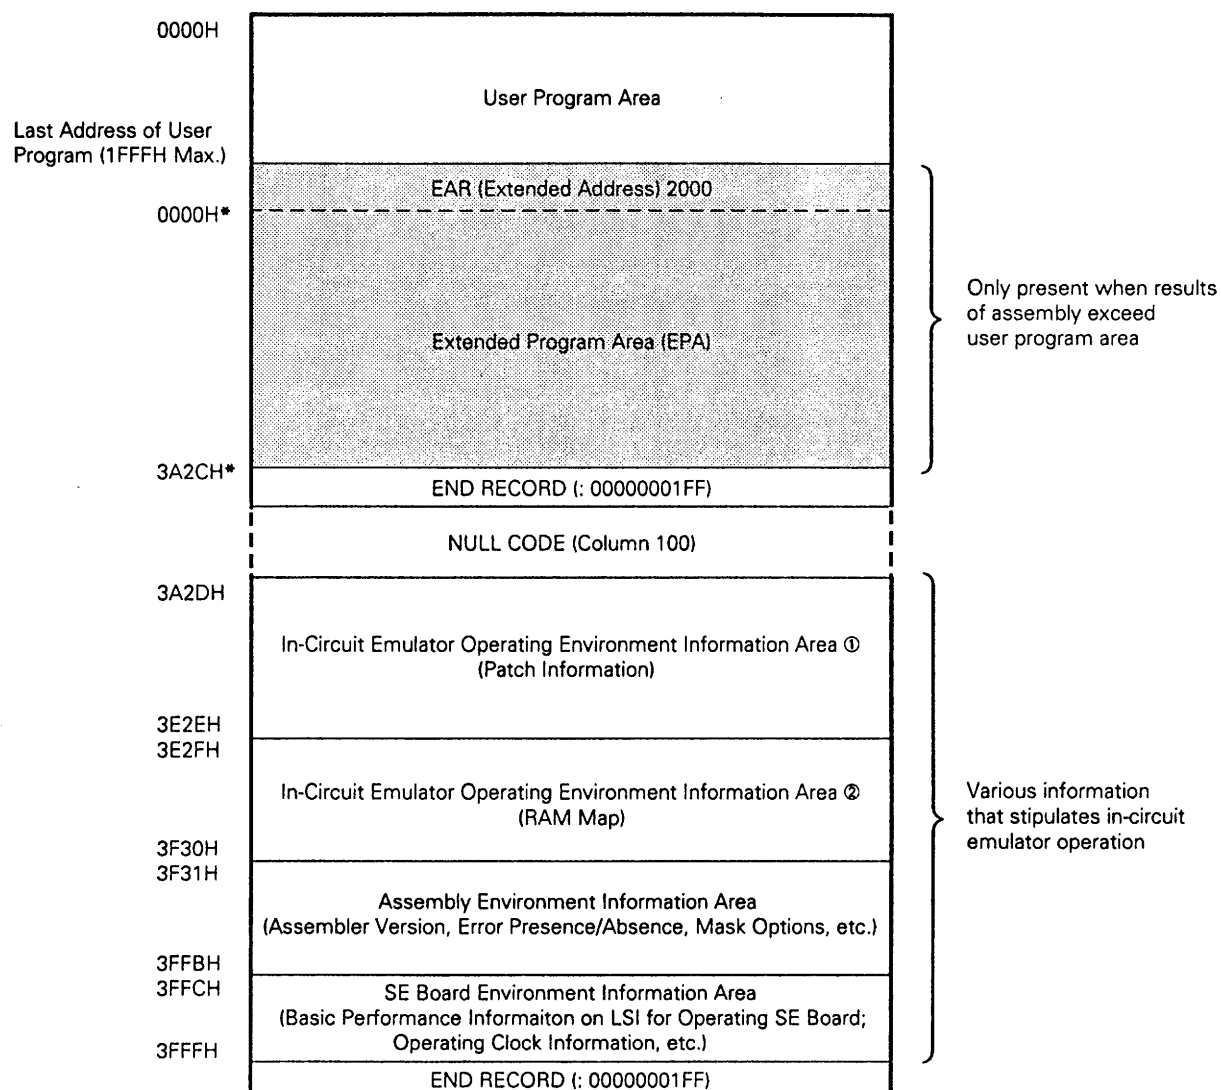 0000H
User Program Area
Last Address of User
Program (1FFFH Max.)
EAR (Extended Address) 2000
0000H*
Only present when results
of assembly exceed
user program area
Extended Program Area (EPA)
3A2CH*
END RECORD (: 00000001FF)
NULL CODE (Column 100)
3A2DH
In-Circuit Emulator Operating Environment Information Area ①
(Patch Information)
3E2EH
3E2FH
In-Circuit Emulator Operating Environment Information Area ②
(RAM Map)
Various information
that stipulates in-circuit
emulator operation
3F30H
3F31H
Assembly Environment Information Area
(Assembler Version, Error Presence/Absence, Mask Options, etc.)
3FFBH
3FFCH
SE Board Environment Information Area
(Basic Performance Informaiton on LSI for Operating SE Board;
Operating Clock Information, etc.)
3FFFH
END RECORD (: 00000001FF)